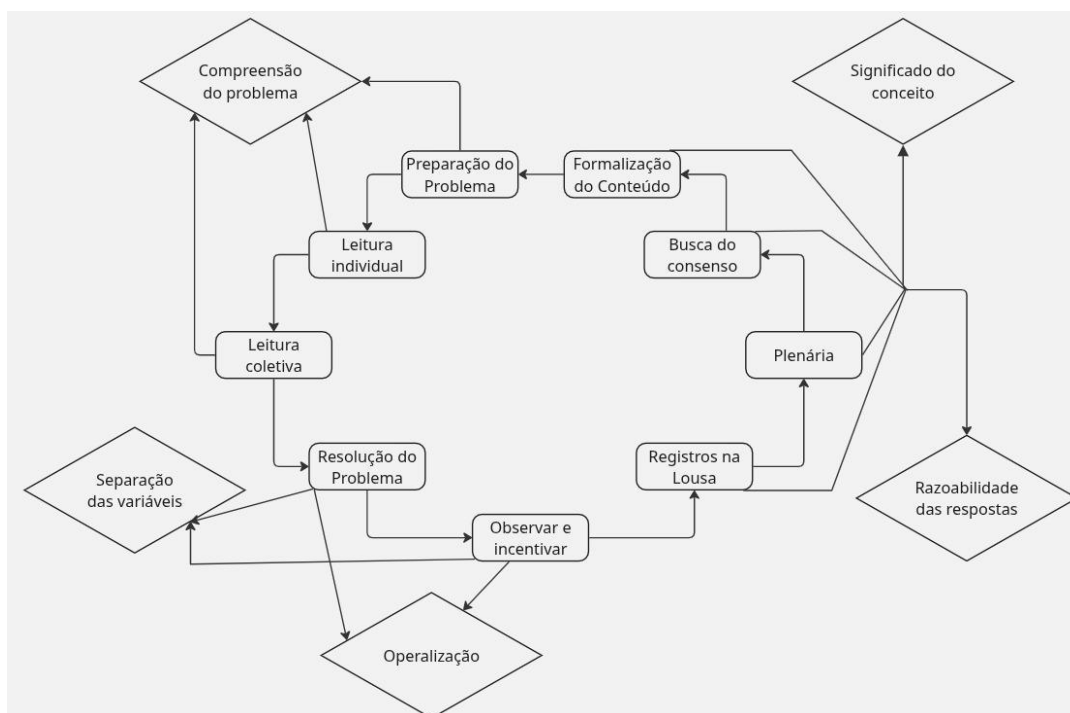 Compreensão
do problema
Significado do
conceito
Preparação do
Problema
Formalização
do Conteúdo
Leitura
individual
Busca do
consenso
Leitura
coletiva
Plenária
Separação
das variáveis
Resolução do
Problema
Registros na
Lousa
Razoabilidade
das respostas
Observar e
incentivar
Operalização